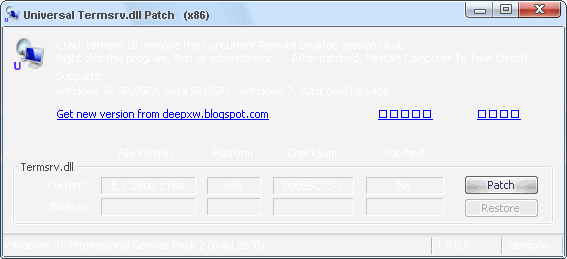 Universal Termsrv.dll Patch (x86)
Crack termsrv.dll, remove the Concurrent Remote Desktop sessions limit.
Right click this program, Run as administrator. After patched, Restart Computer To Take Effect!
U
Supports:
Windows XP SP2/SP3, Vista SP1/SP2, Windows 7, 32bit (x86) & 64bit
Get new version from deepxw.blogspot.com □□□□□ □□□□
File Version Platform CheckSum Patched
Termsrv.dll
Current: 5.1.2600.2180 x86 00055C72-1 No Patch
Backup: Restore
Windows XP Professional Service Pack 2 (build 2600) 1.0.0.5 deepxw